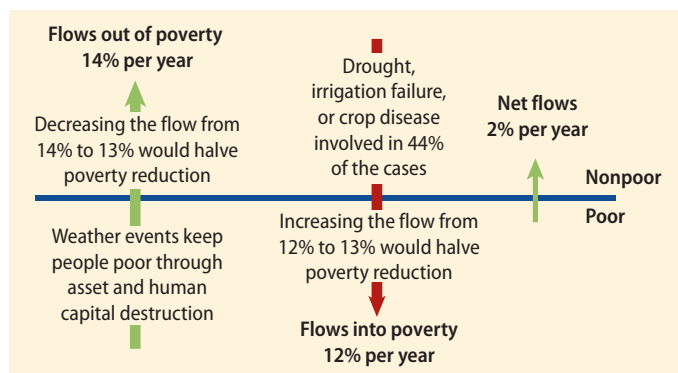 Flows out of poverty
14% per year
Decreasing the flow from
14% to 13% would halve
poverty reduction
Weather events keep
people poor through
asset and human
capital destruction
Drought,
irrigation failure,
or crop disease
involved in 44%
of the cases
Increasing the flow from
12% to 13% would halve
poverty reduction
Flows into poverty
12% per year
Net flows
2% per year
Nonpoor
Poor